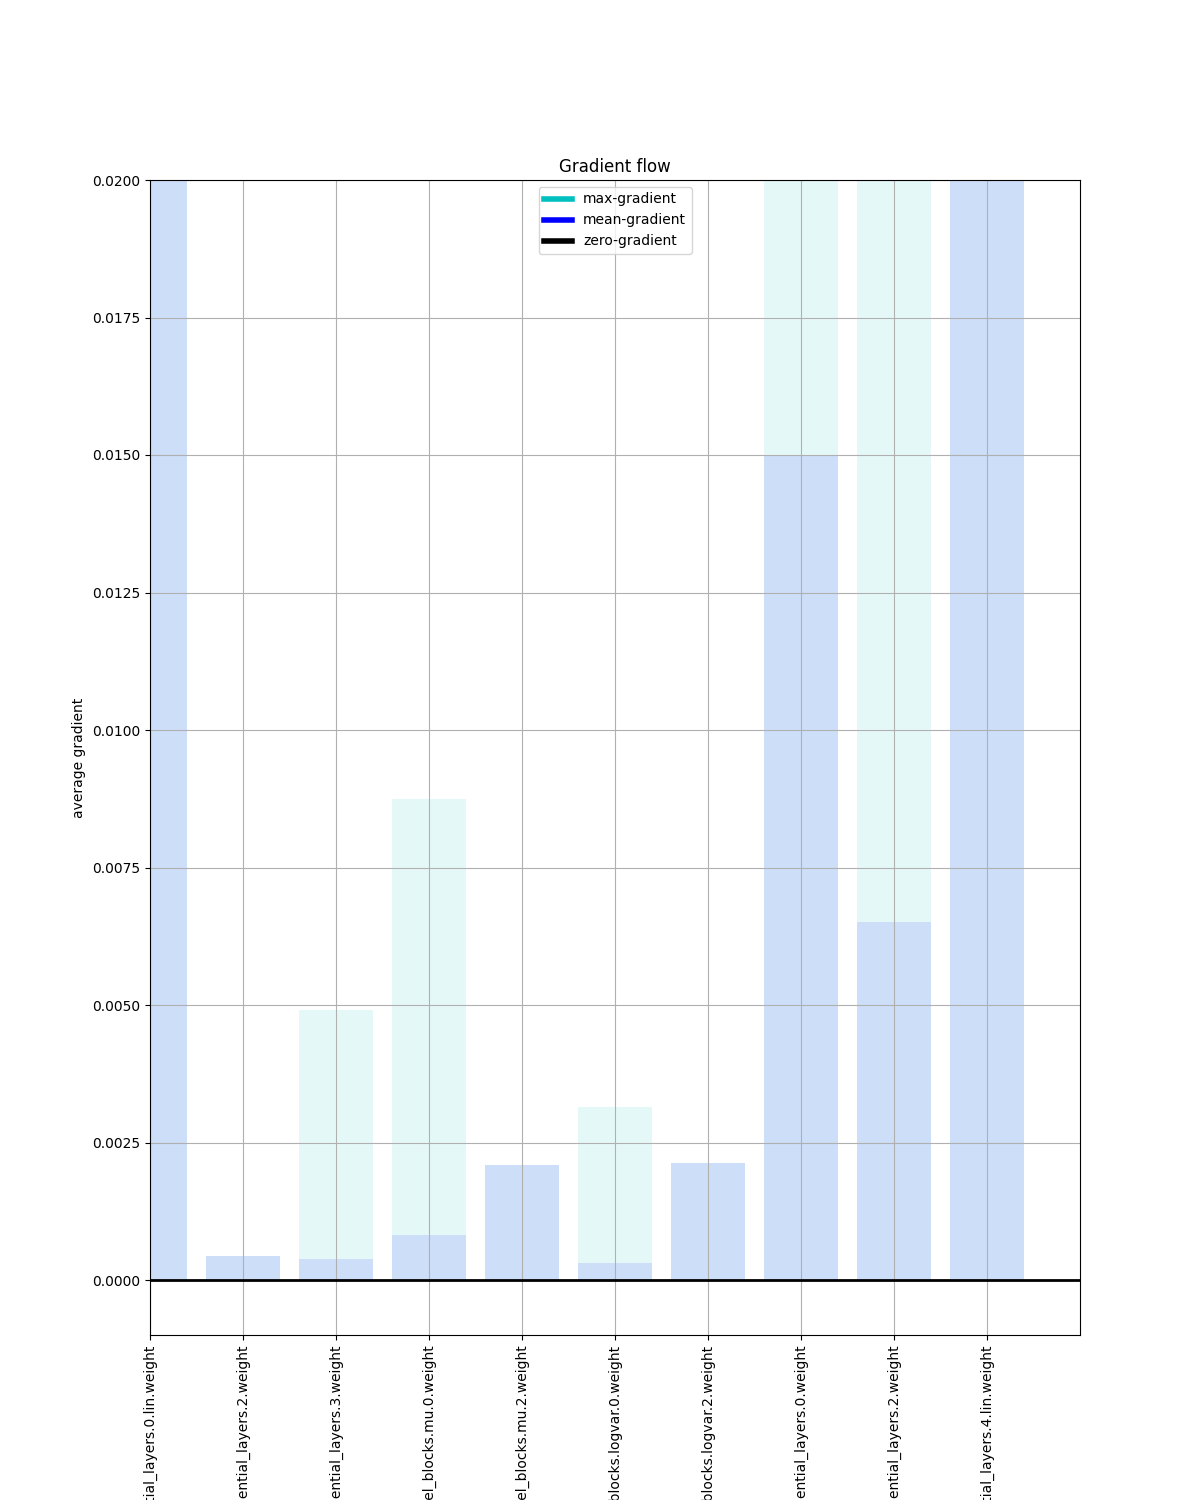 Gradient flow
max-gradient
mean-gradient
zero-gradient
average gradient
0.0200
0.0175
0.0150
0.0125
0.0100
0.0075
0.0050
0.0025
0.0000
tial_layers.0.lin.weight
ential_layers.2.weight
ential_layers.3.weight
el_blocks.mu.0.weight
el_blocks.mu.2.weight
blocks.logvar.0.weight
blocks.logvar.2.weight
ential_layers.0.weight
ential_layers.2.weight
tial_layers.4.lin.weight